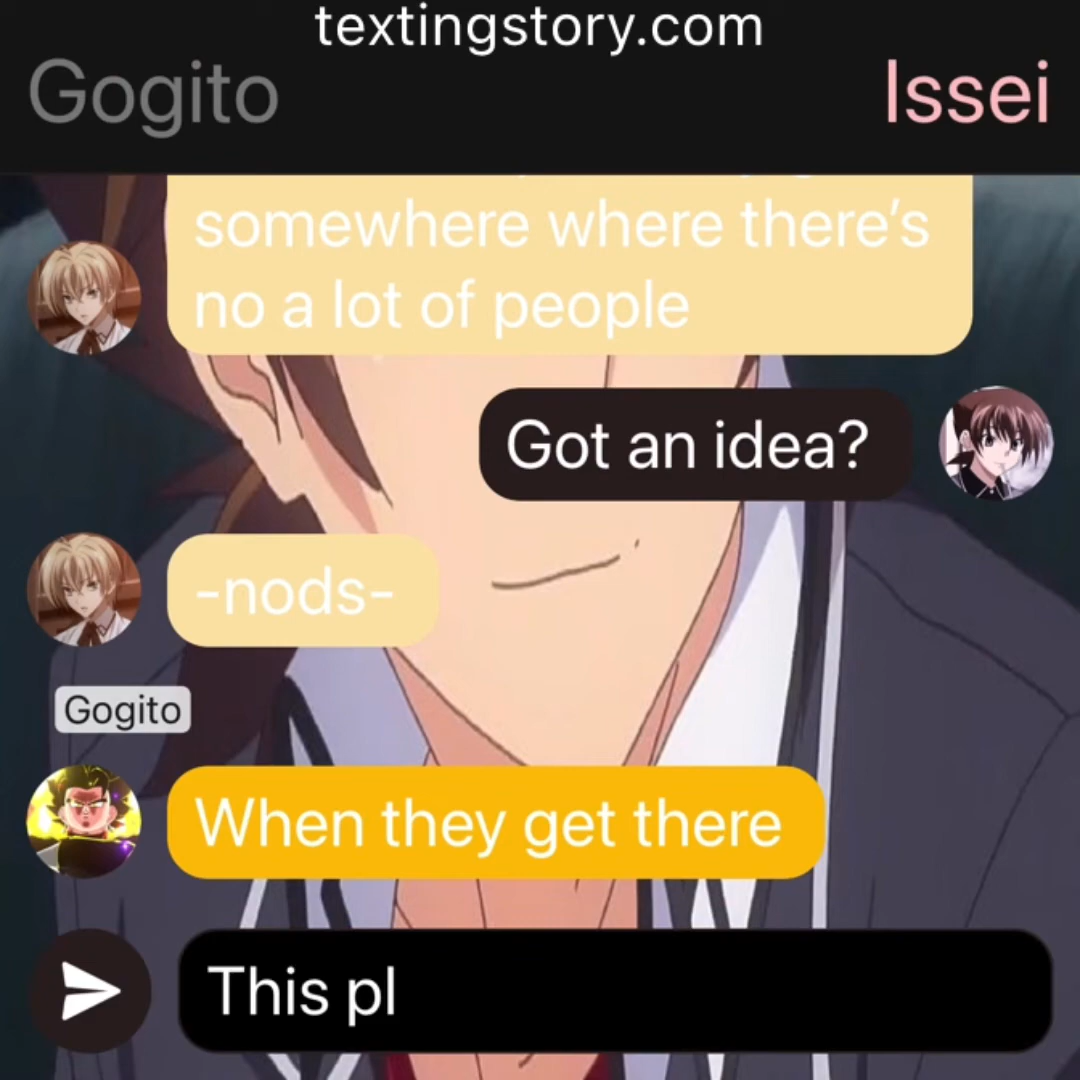 textingstory.com
Gogito
Issei
somewhere where there's
no a lot of people
Got an idea?
-nods-
Gogito
When they get there
This pl